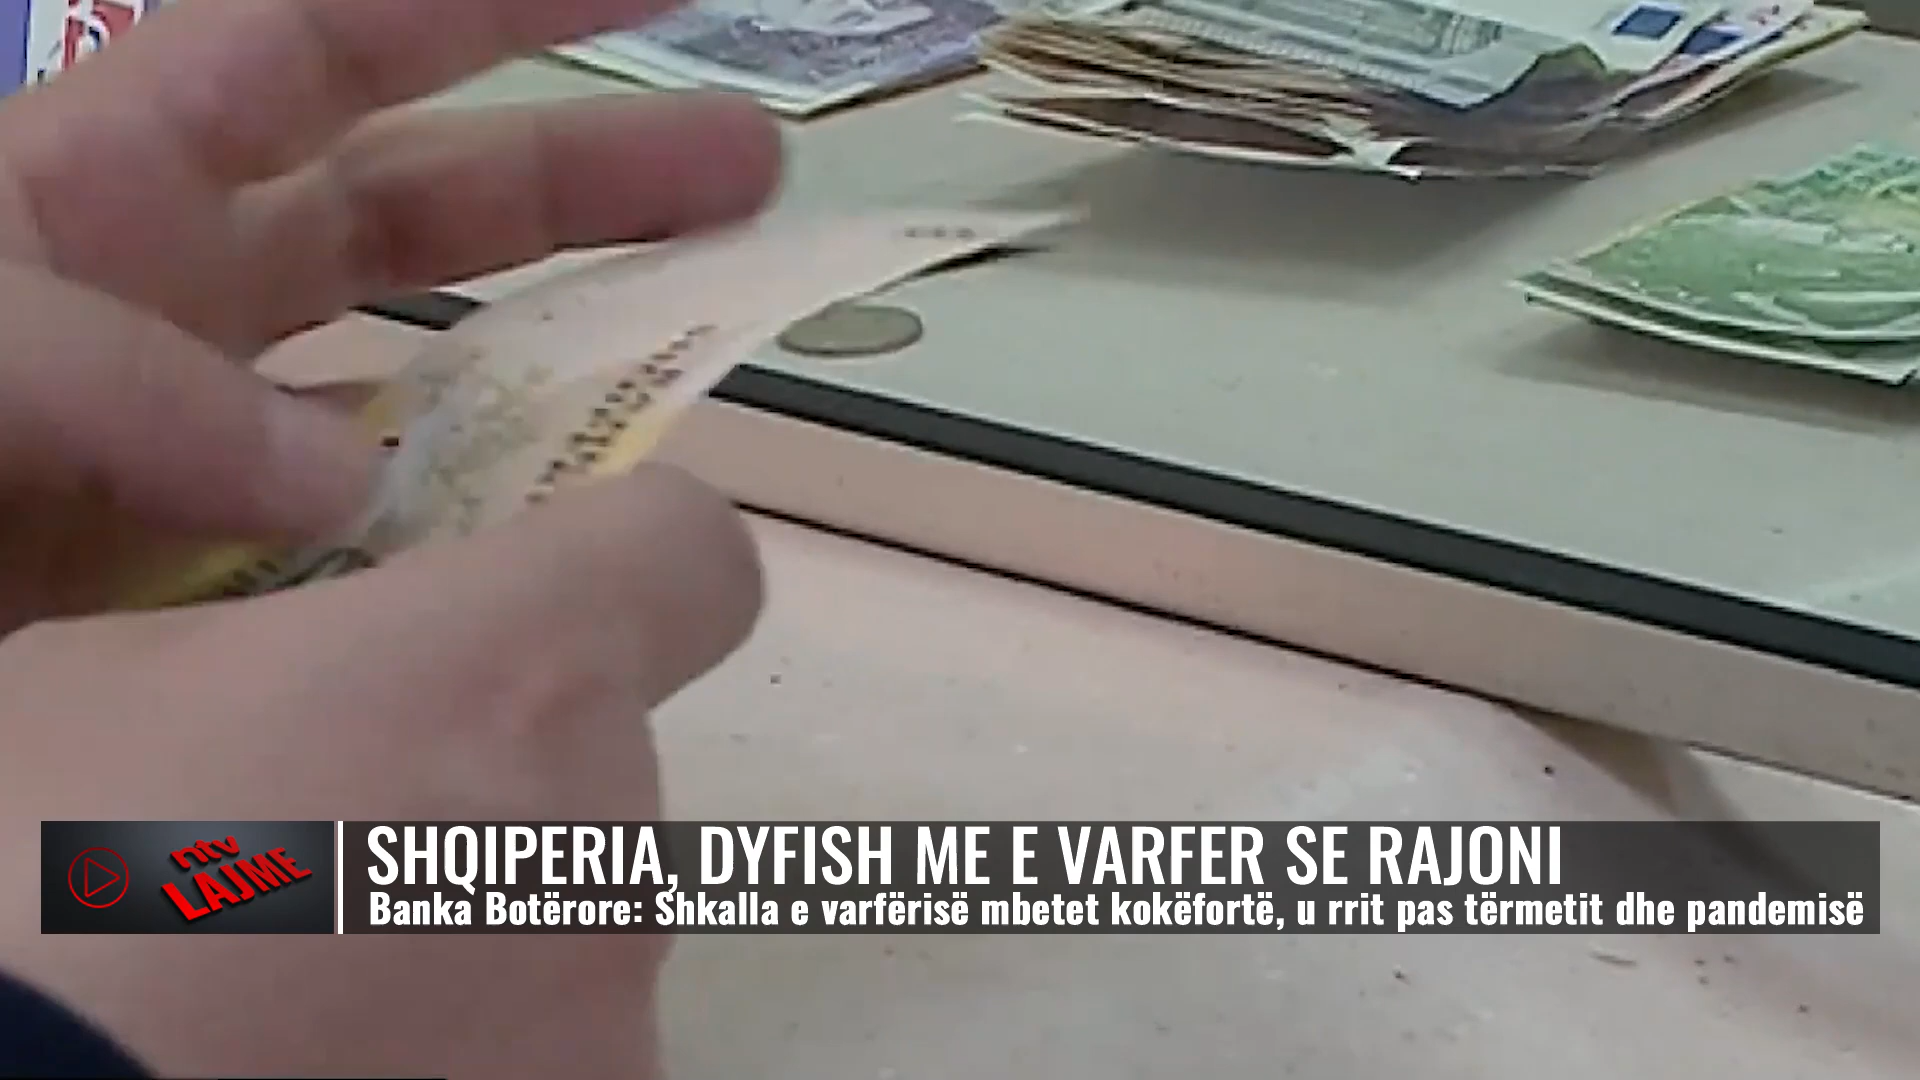 ntv
LAJME
SHQIPERIA, DYFISH ME E VARFER SE RAJONI
Banka Botërore: Shkalla e varfërisë mbetet kokëfortë, u rrit pas tërmetit dhe pandemisë